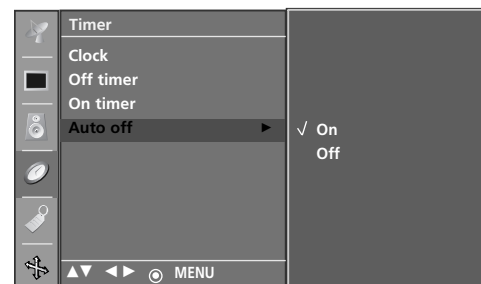 Timer
Clock
Off timer
On timer
Auto off ►
√ On
Off
▲▼ ◄► ◉ MENU